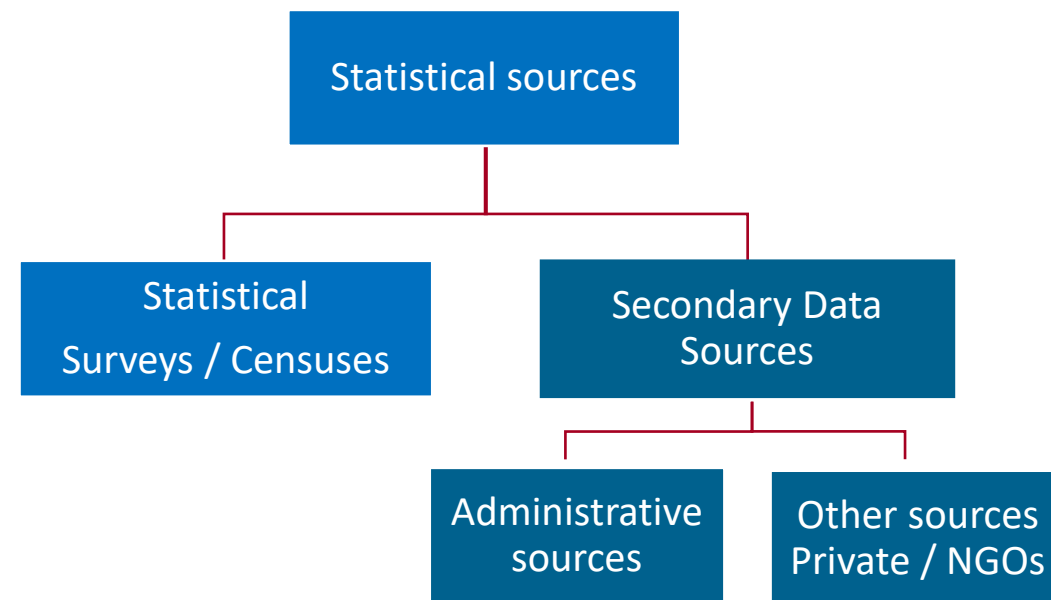 Statistical sources
Statistical
Surveys / Censuses
Secondary Data
Sources
Administrative
sources
Other sources
Private / NGOs